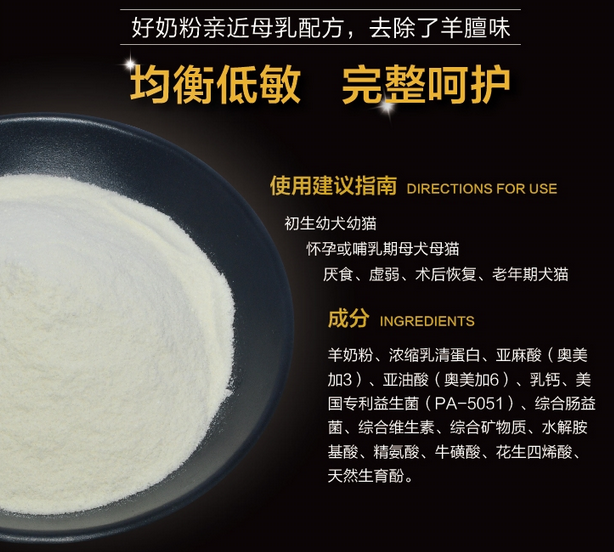 好奶粉亲近母乳配方，去除了羊膻味
均衡低敏 完整呵护
使用建议指南 DIRECTIONS FOR USE
初生幼犬幼猫
怀孕或哺乳期母犬母猫
厌食、虚弱、术后恢复、老年期犬猫
成分 INGREDIENTS
羊奶粉、浓缩乳清蛋白、亚麻酸（奥美
加3）、亚油酸（奥美加6）、乳钙、美
国专利益生菌（PA-5051）、综合肠益
菌、综合维生素、综合矿物质、水解胺
基酸、精氨酸、牛磺酸、花生四烯酸、
天然生育酚。